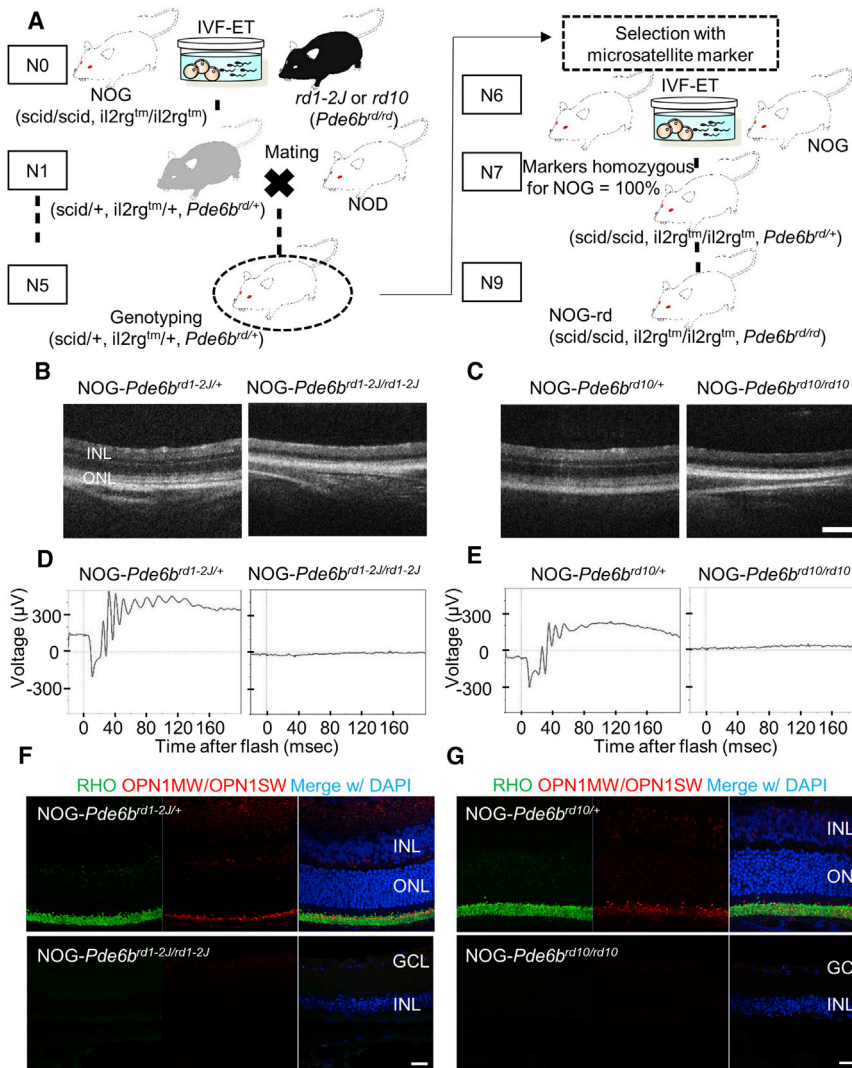 A
IVF-ET
N0
NOG
(scid/scid, il2rg^tm/il2rg^tm)
rd1-2J or rd10
(Pde6b^rd/rd)
N1
Mating
NOD
(scid/+, il2rg^tm/+, Pde6b^rd/+)
N5
Genotyping
(scid/+, il2rg^tm/+, Pde6b^rd/+)
Selection with
microsatellite marker
N6
IVF-ET
NOG
N7
Markers homozygous
for NOG = 100%
(scid/scid, il2rg^tm/il2rg^tm, Pde6b^rd/+)
N9
NOG-rd
(scid/scid, il2rg^tm/il2rg^tm, Pde6b^rd/rd)
B
NOG-Pde6b^rd1-2J/+
NOG-Pde6b^rd1-2J/rd1-2J
INL
ONL
C
NOG-Pde6b^rd10/+
NOG-Pde6b^rd10/rd10
D
NOG-Pde6b^rd1-2J/+
NOG-Pde6b^rd1-2J/rd1-2J
Voltage (µV)
300
0
-300
0 40 80 120 160
0 40 80 120 160
Time after flash (msec)
E
NOG-Pde6b^rd10/+
NOG-Pde6b^rd10/rd10
Voltage (µV)
300
0
-300
0 40 80 120 160
0 40 80 120 160
Time after flash (msec)
F
RHO OPN1MW/OPN1SW Merge w/ DAPI
NOG-Pde6b^rd1-2J/+
INL
ONL
NOG-Pde6b^rd1-2J/rd1-2J
GCL
INL
G
RHO OPN1MW/OPN1SW Merge w/ DAPI
NOG-Pde6b^rd10/+
INL
ON
NOG-Pde6b^rd10/rd10
GC
INL